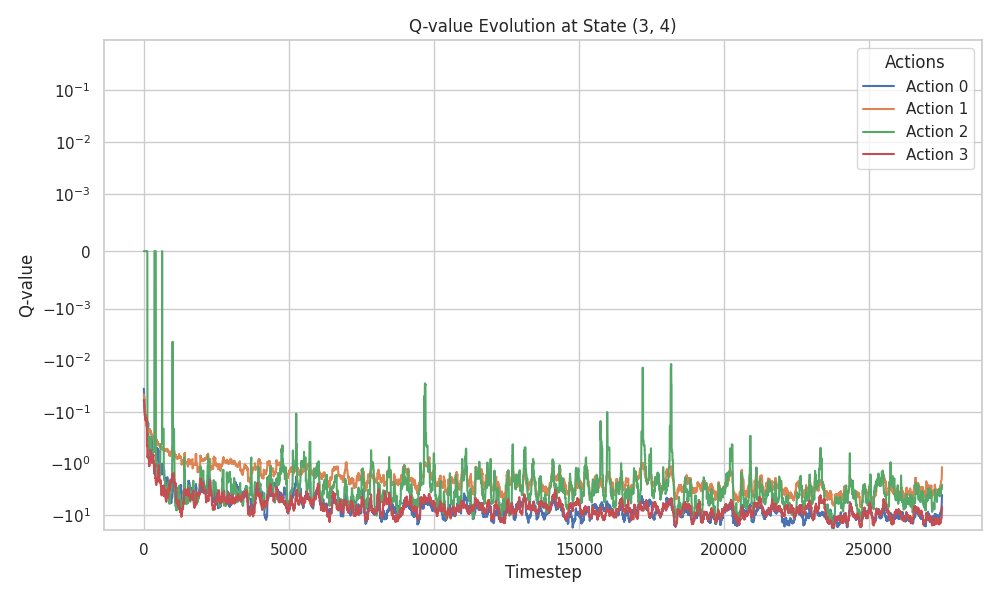 Q-value Evolution at State (3, 4)
Actions
Action 0
Action 1
Action 2
Action 3
Q-value
10⁻¹
10⁻²
10⁻³
0
−10⁻³
−10⁻²
−10⁻¹
−10⁰
−10¹
0 5000 10000 15000 20000 25000
Timestep